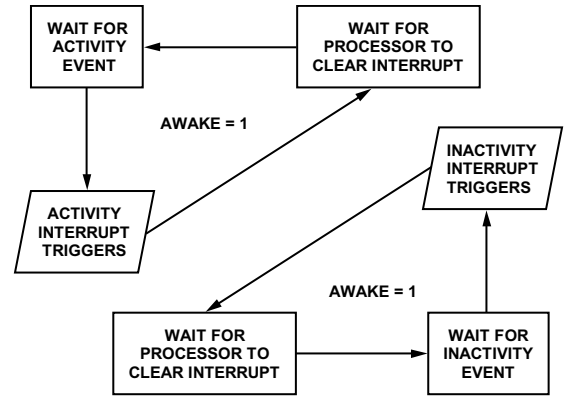 WAIT FOR
ACTIVITY
EVENT
WAIT FOR
PROCESSOR TO
CLEAR INTERRUPT
AWAKE = 1
ACTIVITY
INTERRUPT
TRIGGERS
INACTIVITY
INTERRUPT
TRIGGERS
AWAKE = 1
WAIT FOR
PROCESSOR TO
CLEAR INTERRUPT
WAIT FOR
INACTIVITY
EVENT